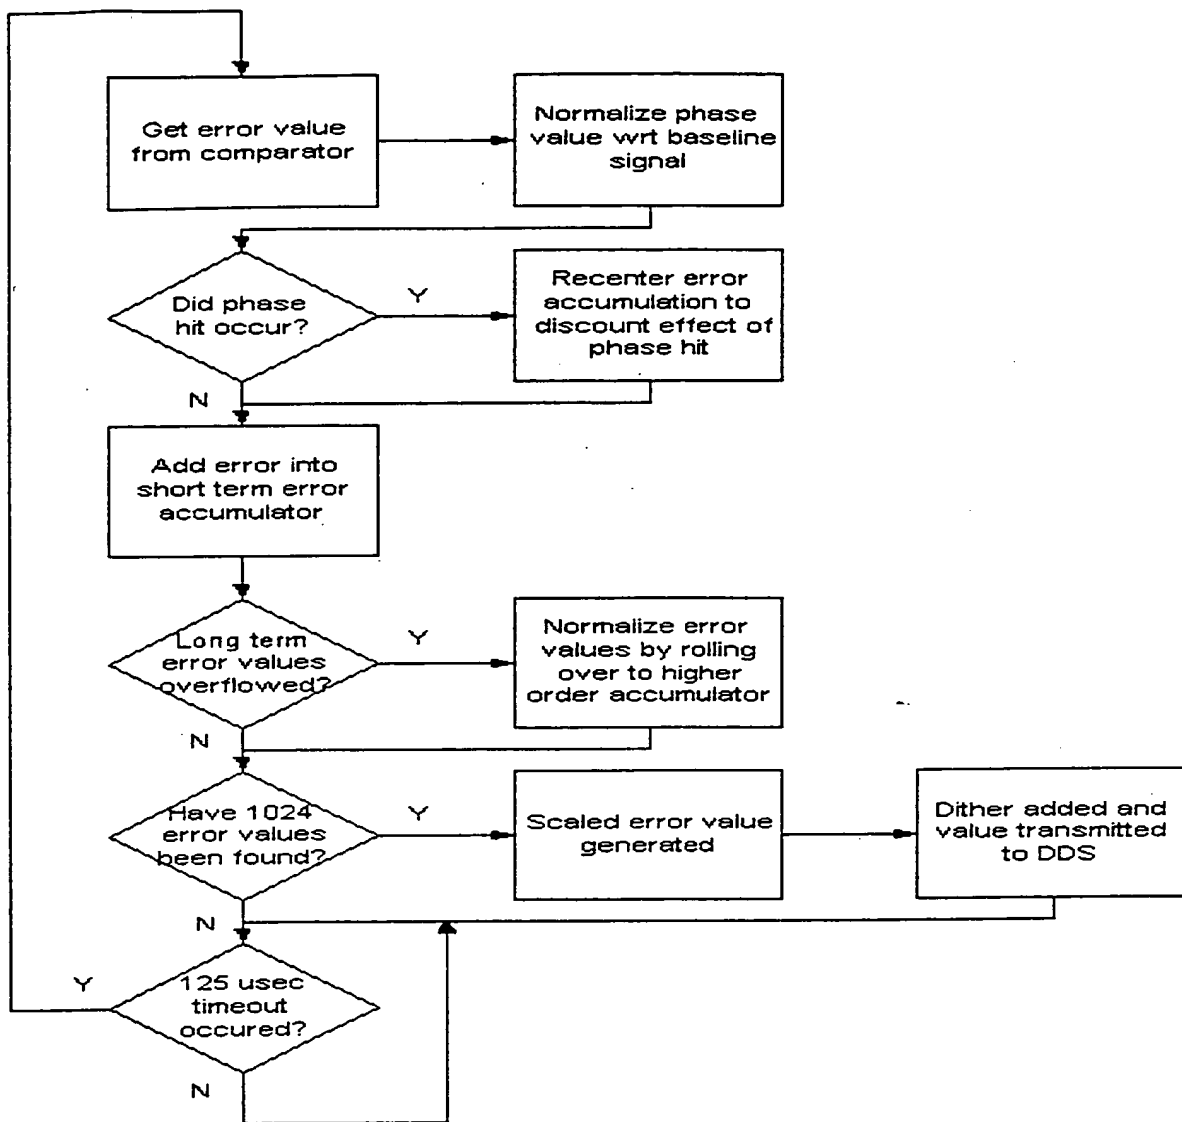 Get error value
from comparator
Normalize phase
value wrt baseline
signal
Did phase
hit occur?
Y
Recenter error
accumulation to
discount effect of
phase hit
N
Add error into
short term error
accumulator
Long term
error values
overflowed?
Y
Normalize error
values by rolling
over to higher
order accumulator
N
Have 1024
error values
been found?
Y
Scaled error value
generated
Dither added and
value transmitted
to DDS
N
Y
125 usec
timeout
occured?
N